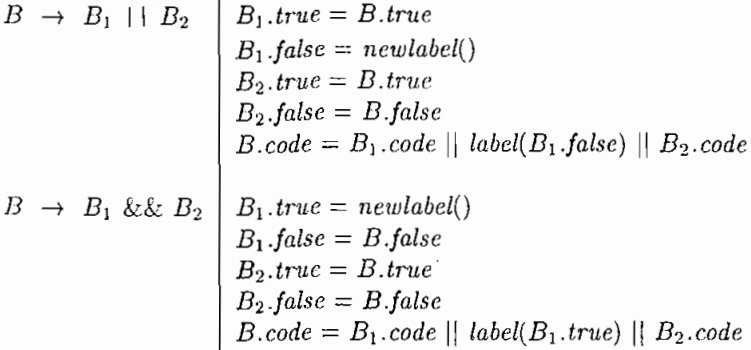 B → B₁ || B₂ B₁.true = B.true
B₁.false = newlabel()
B₂.true = B.true
B₂.false = B.false
B.code = B₁.code || label(B₁.false) || B₂.code
B → B₁ && B₂ B₁.true = newlabel()
B₁.false = B.false
B₂.true = B.true
B₂.false = B.false
B.code = B₁.code || label(B₁.true) || B₂.code